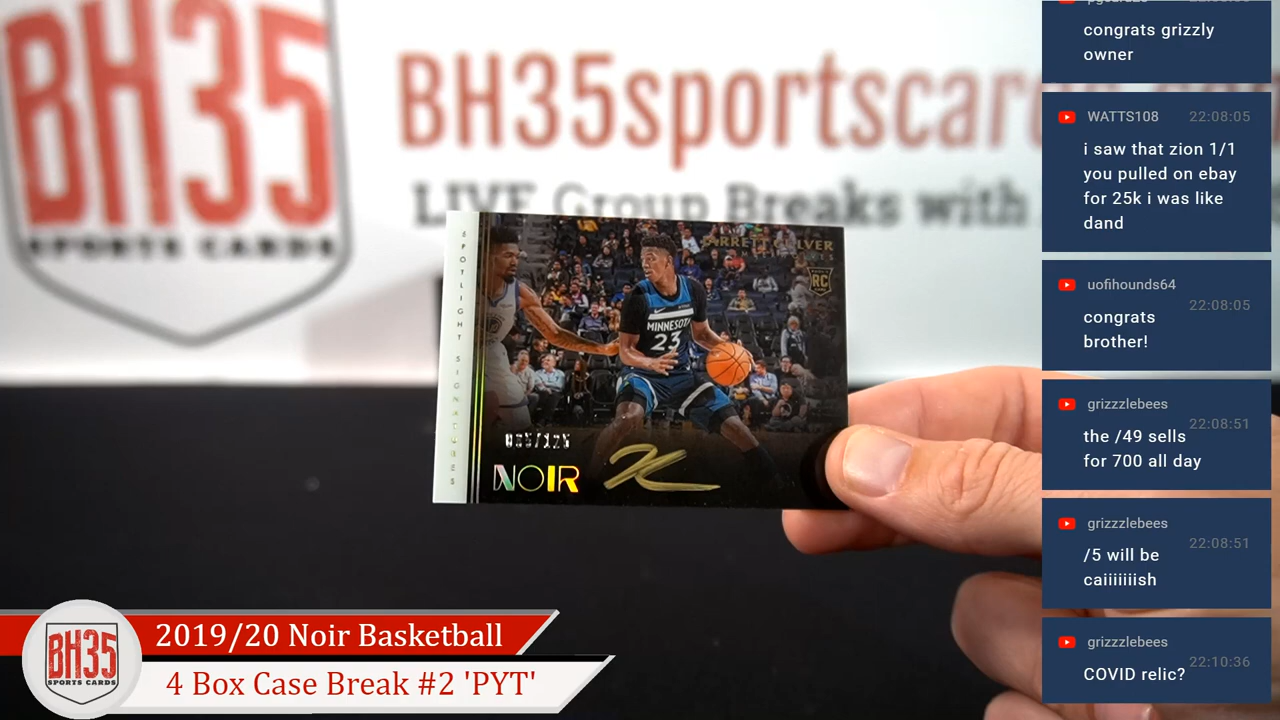 BH35
SPORTS CARDS
BH35sportscar
LIVE Group Breaks with
SPOTLIGHT SIGNATURES
JARRETT CULVER
RC
MINNESOTA
23
NOIR
2019/20 Noir Basketball
4 Box Case Break #2 'PYT'
BH35
SPORTS CARDS
congrats grizzly
owner
WATTS108 22:08:05
i saw that zion 1/1
you pulled on ebay
for 25k i was like
dand
uofihounds64
22:08:05
congrats
brother!
grizzzlebees
22:08:51
the /49 sells
for 700 all day
grizzzlebees
22:08:51
/5 will be
caiiiiiish
grizzzlebees
22:10:36
COVID relic?